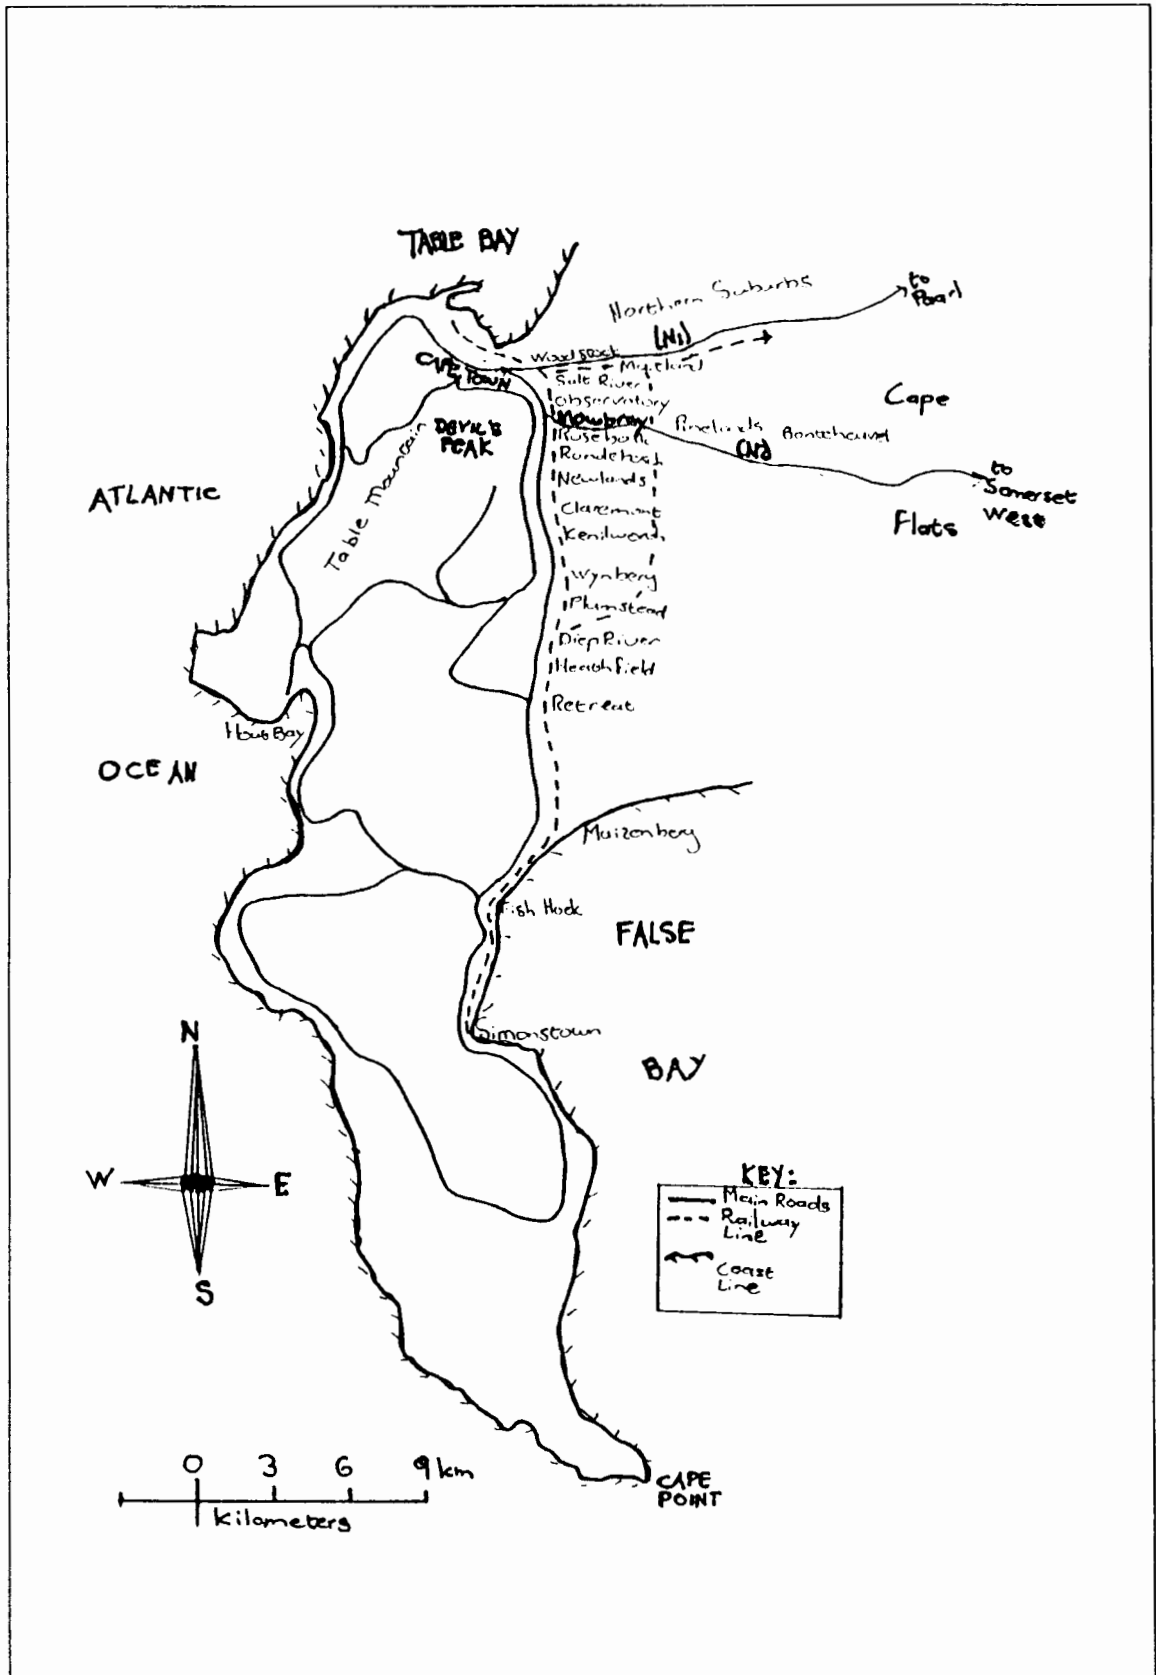 TABLE BAY
Northern Suburbs
to
Paarl
(N1)
Woodstock
Maitland
CAPE TOWN
Salt River
Observatory
Mowbray
Rosebank
Rondebosh
Newlands
Claremont
Kenilworth
Wynberg
Plumstead
Diep River
Heathfield
Retreat
Pinelands
Cape
DEVIL'S
PEAK
Table Mountain
to
Somerset
West
Flats
ATLANTIC
Hout Bay
OCEAN
Muizenberg
Fish Hoek
FALSE
Simonstown
BAY
N
W
E
S
KEY:
Main Roads
Railway
Line
Coast
Line
0 3 6 9 km
Kilometers
CAPE
POINT